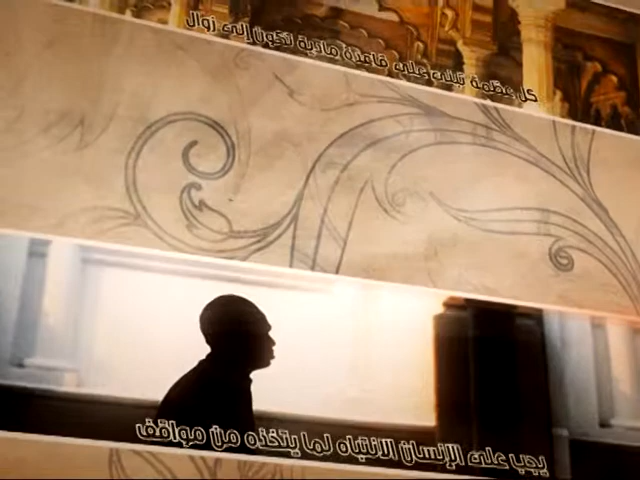 كل عظمة تبنى على قاعدة مادية تكون إلى زوال
يجب على الإنسان الانتباه لما يتخذه من مواقف